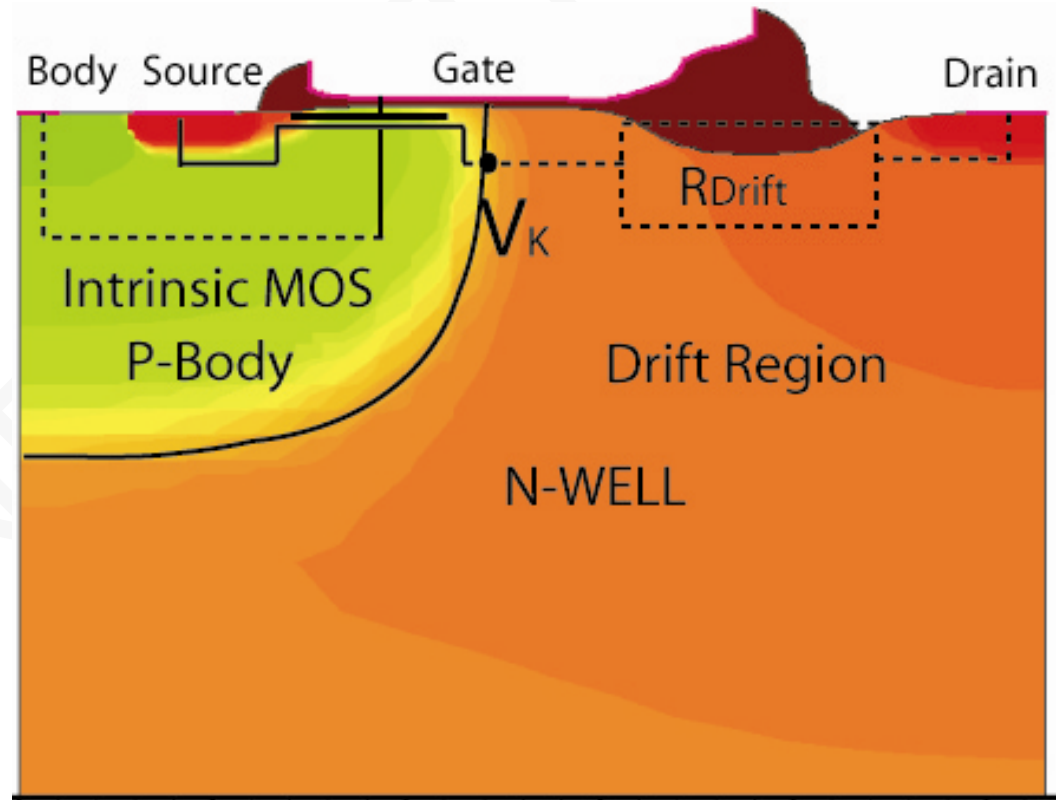 Body Source Gate Drain
RDrift
VK
Intrinsic MOS
P-Body
Drift Region
N-WELL